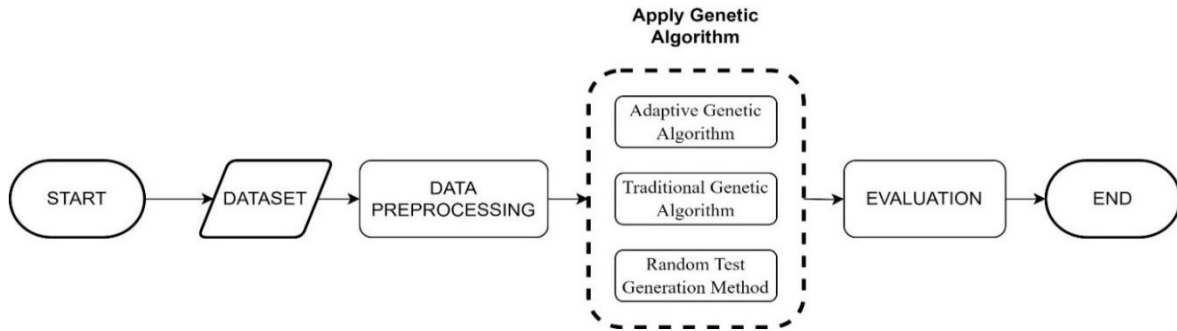 Apply Genetic
Algorithm
START
DATASET
DATA
PREPROCESSING
Adaptive Genetic
Algorithm
Traditional Genetic
Algorithm
Random Test
Generation Method
EVALUATION
END